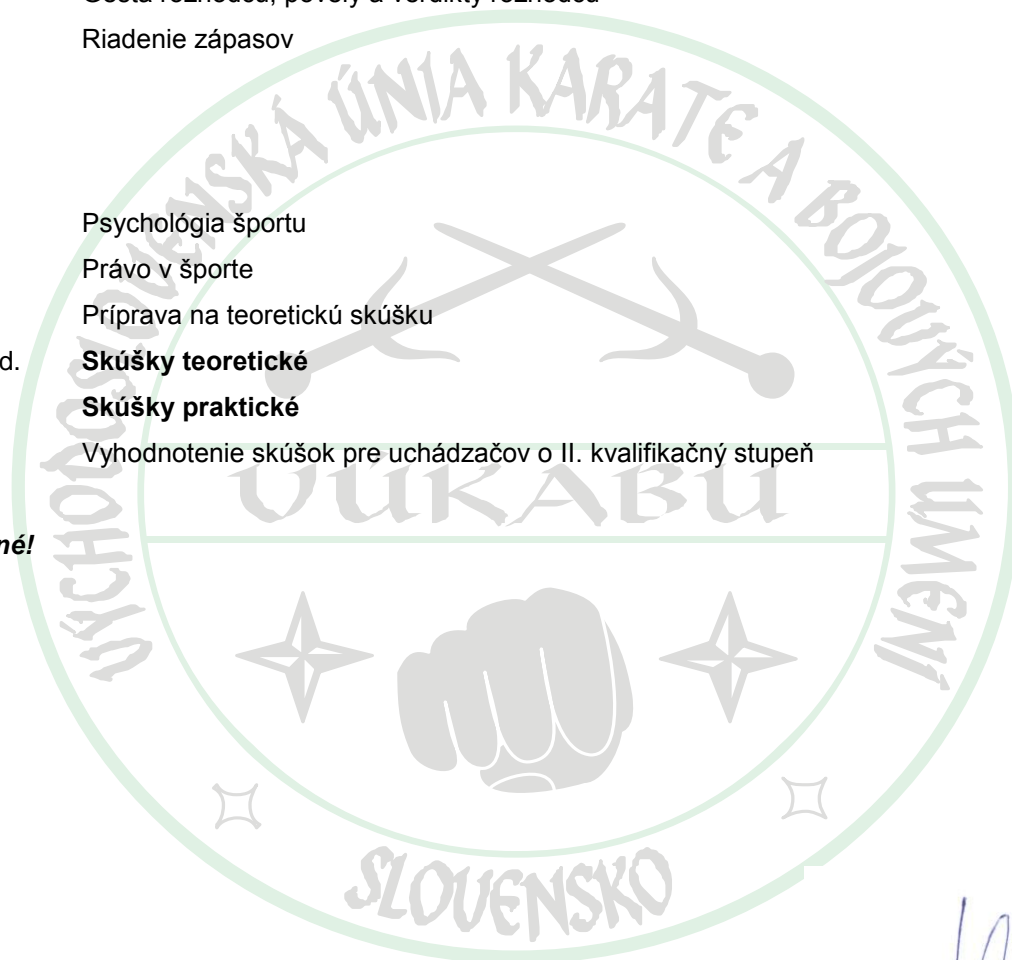 Riadenie zápasov
Psychológia športu
Právo v športe
Príprava na teoretickú skúšku
d. Skúšky teoretické
Skúšky praktické
Vyhodnotenie skúšok pre uchádzačov o II. kvalifikačný stupeň
né!
VÝCHODOSLOVENSKÁ ÚNIA KARATE A BOJOVÝCH UMENÍ
VÚKABU
SLOVENSKO